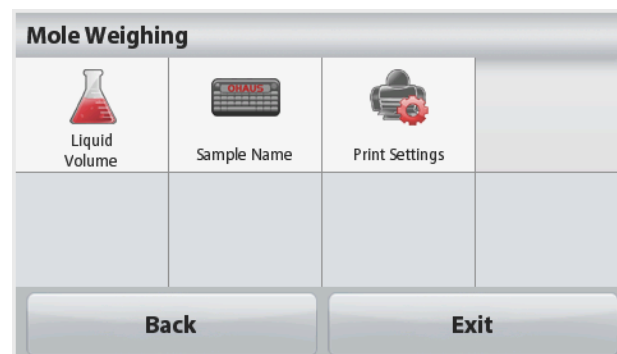 Mole Weighing
OHAUS
Liquid
Volume
Sample Name
Print Settings
Back
Exit